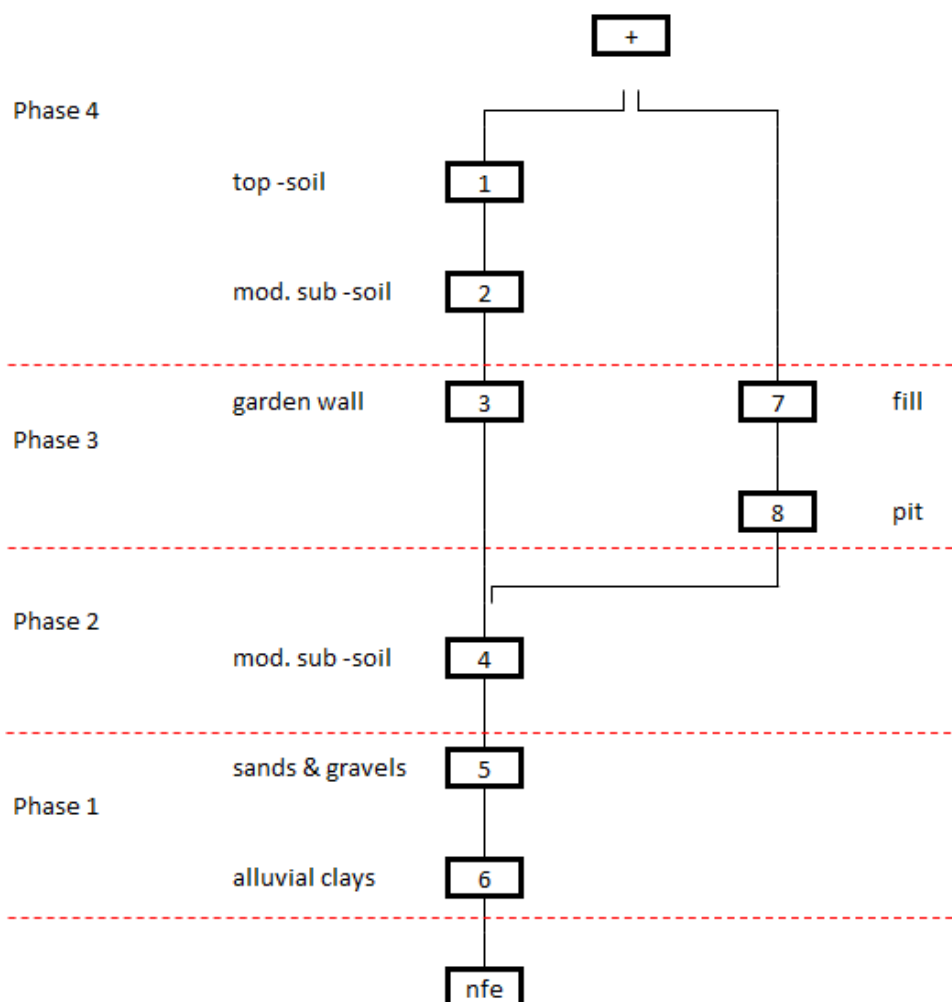 +
Phase 4
top -soil 1
mod. sub -soil 2
garden wall 3 7 fill
Phase 3
8 pit
Phase 2
mod. sub -soil 4
sands & gravels 5
Phase 1
alluvial clays 6
nfe